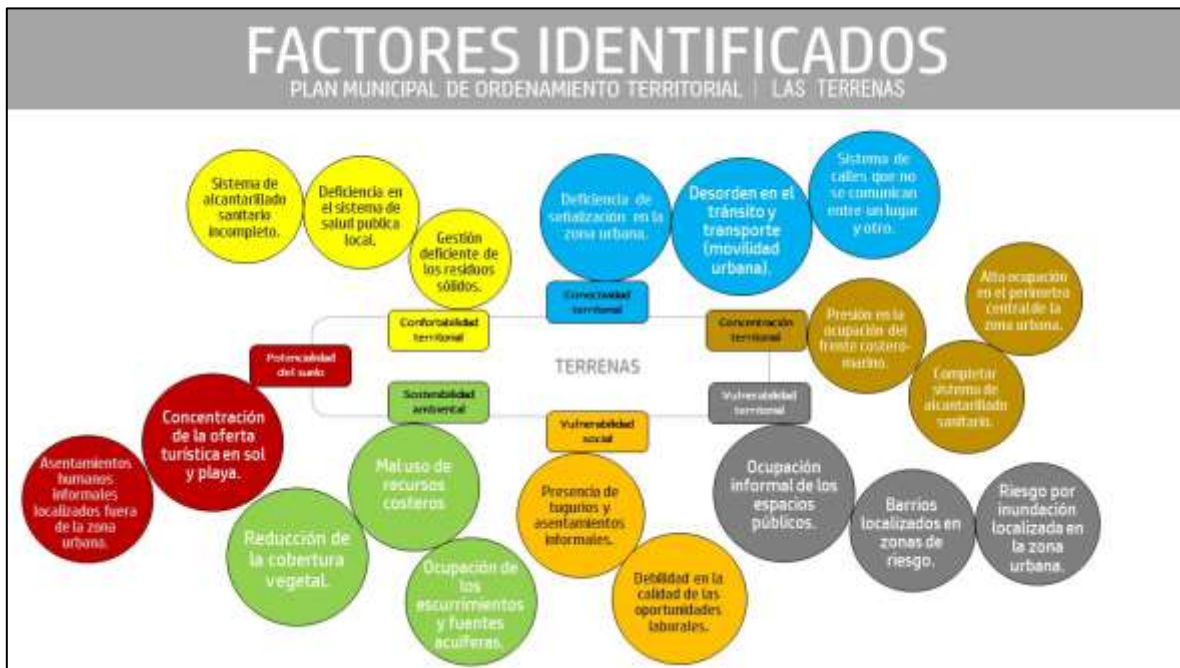 FACTORES IDENTIFICADOS
PLAN MUNICIPAL DE ORDENAMIENTO TERRITORIAL | LAS TERRENAS
Sistema de
alcantarillado
sanitario
incompleto.
Deficiencia en
el sistema de
salud publica
local.
Gestión
deficiente de
los residuos
sólidos.
Deficiencia de
señalización en la
zona urbana.
Desorden en el
tránsito y
transporte
(movilidad
urbana).
Sistema de
calles que no
se comunican
entre un lugar
y otro.
Conectividad
territorial
Confortabilidad
territorial
Concentración
territorial
Presión en la
ocupación del
frente costero-
marino.
Alta ocupación
en el perímetro
central de la
zona urbana.
Completar
sistema de
alcantarillado
sanitario.
Potencialidad
del suelo
TERRENAS
Sostenibilidad
ambiental
Vulnerabilidad
social
Vulnerabilidad
territorial
Concentración
de la oferta
turística en sol
y playa.
Asentamientos
humanos
informales
localizados fuera
de la zona
urbana.
Mal uso de
recursos
costeros
Reducción de
la cobertura
vegetal.
Ocupación de
los
escurrimientos
y fuentes
acuíferas.
Presencia de
tugurios y
asentamientos
informales.
Debilidad en la
calidad de las
oportunidades
laborales.
Ocupación
informal de los
espacios
públicos.
Barrios
localizados en
zonas de
riesgo.
Riesgo por
inundación
localizada en
la zona
urbana.